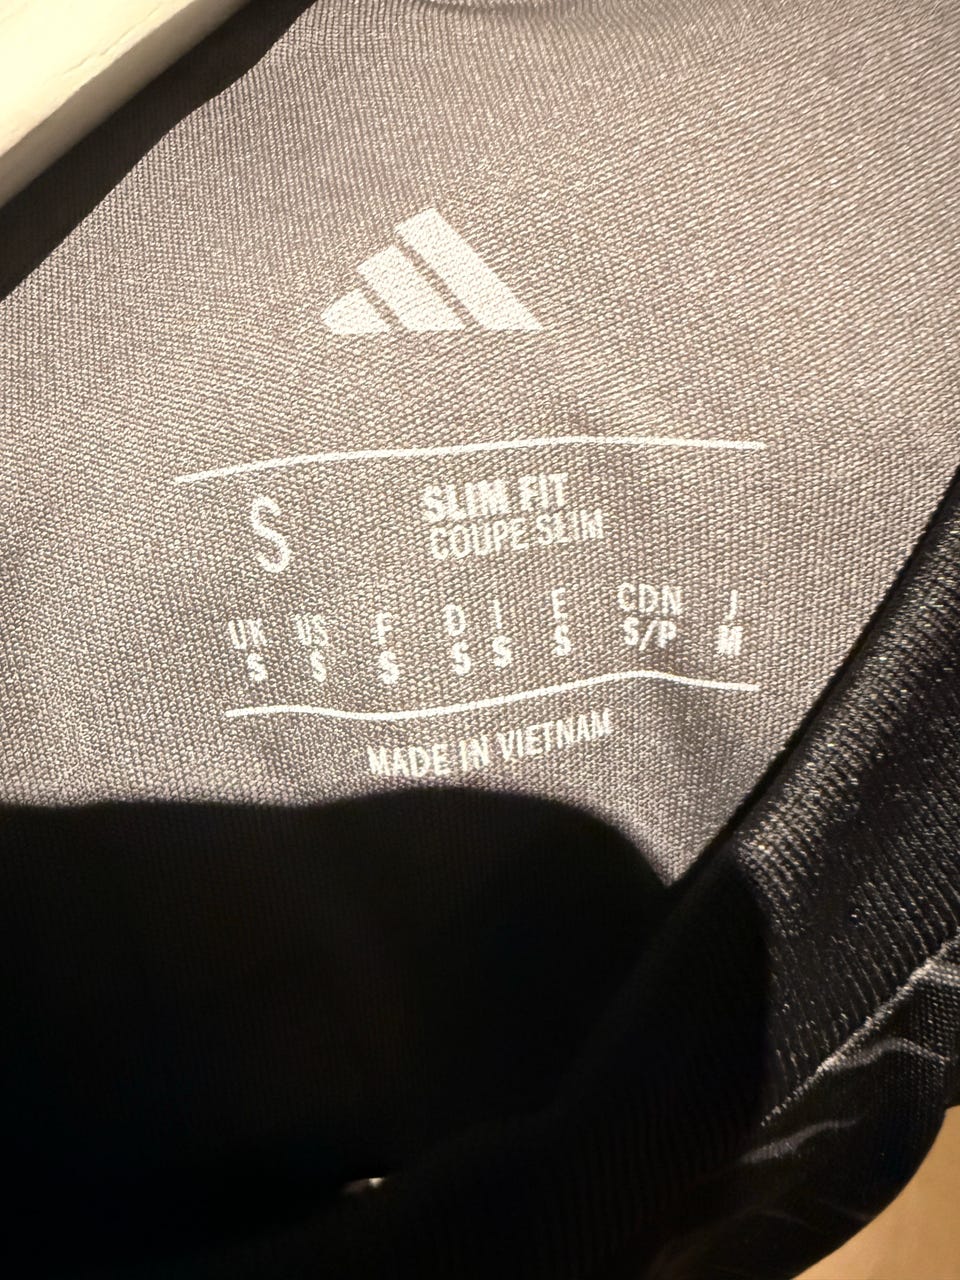 S
SLIM FIT
COUPE SLIM
UK US F D I E CDN J
S S S S S S S/P M
MADE IN VIETNAM